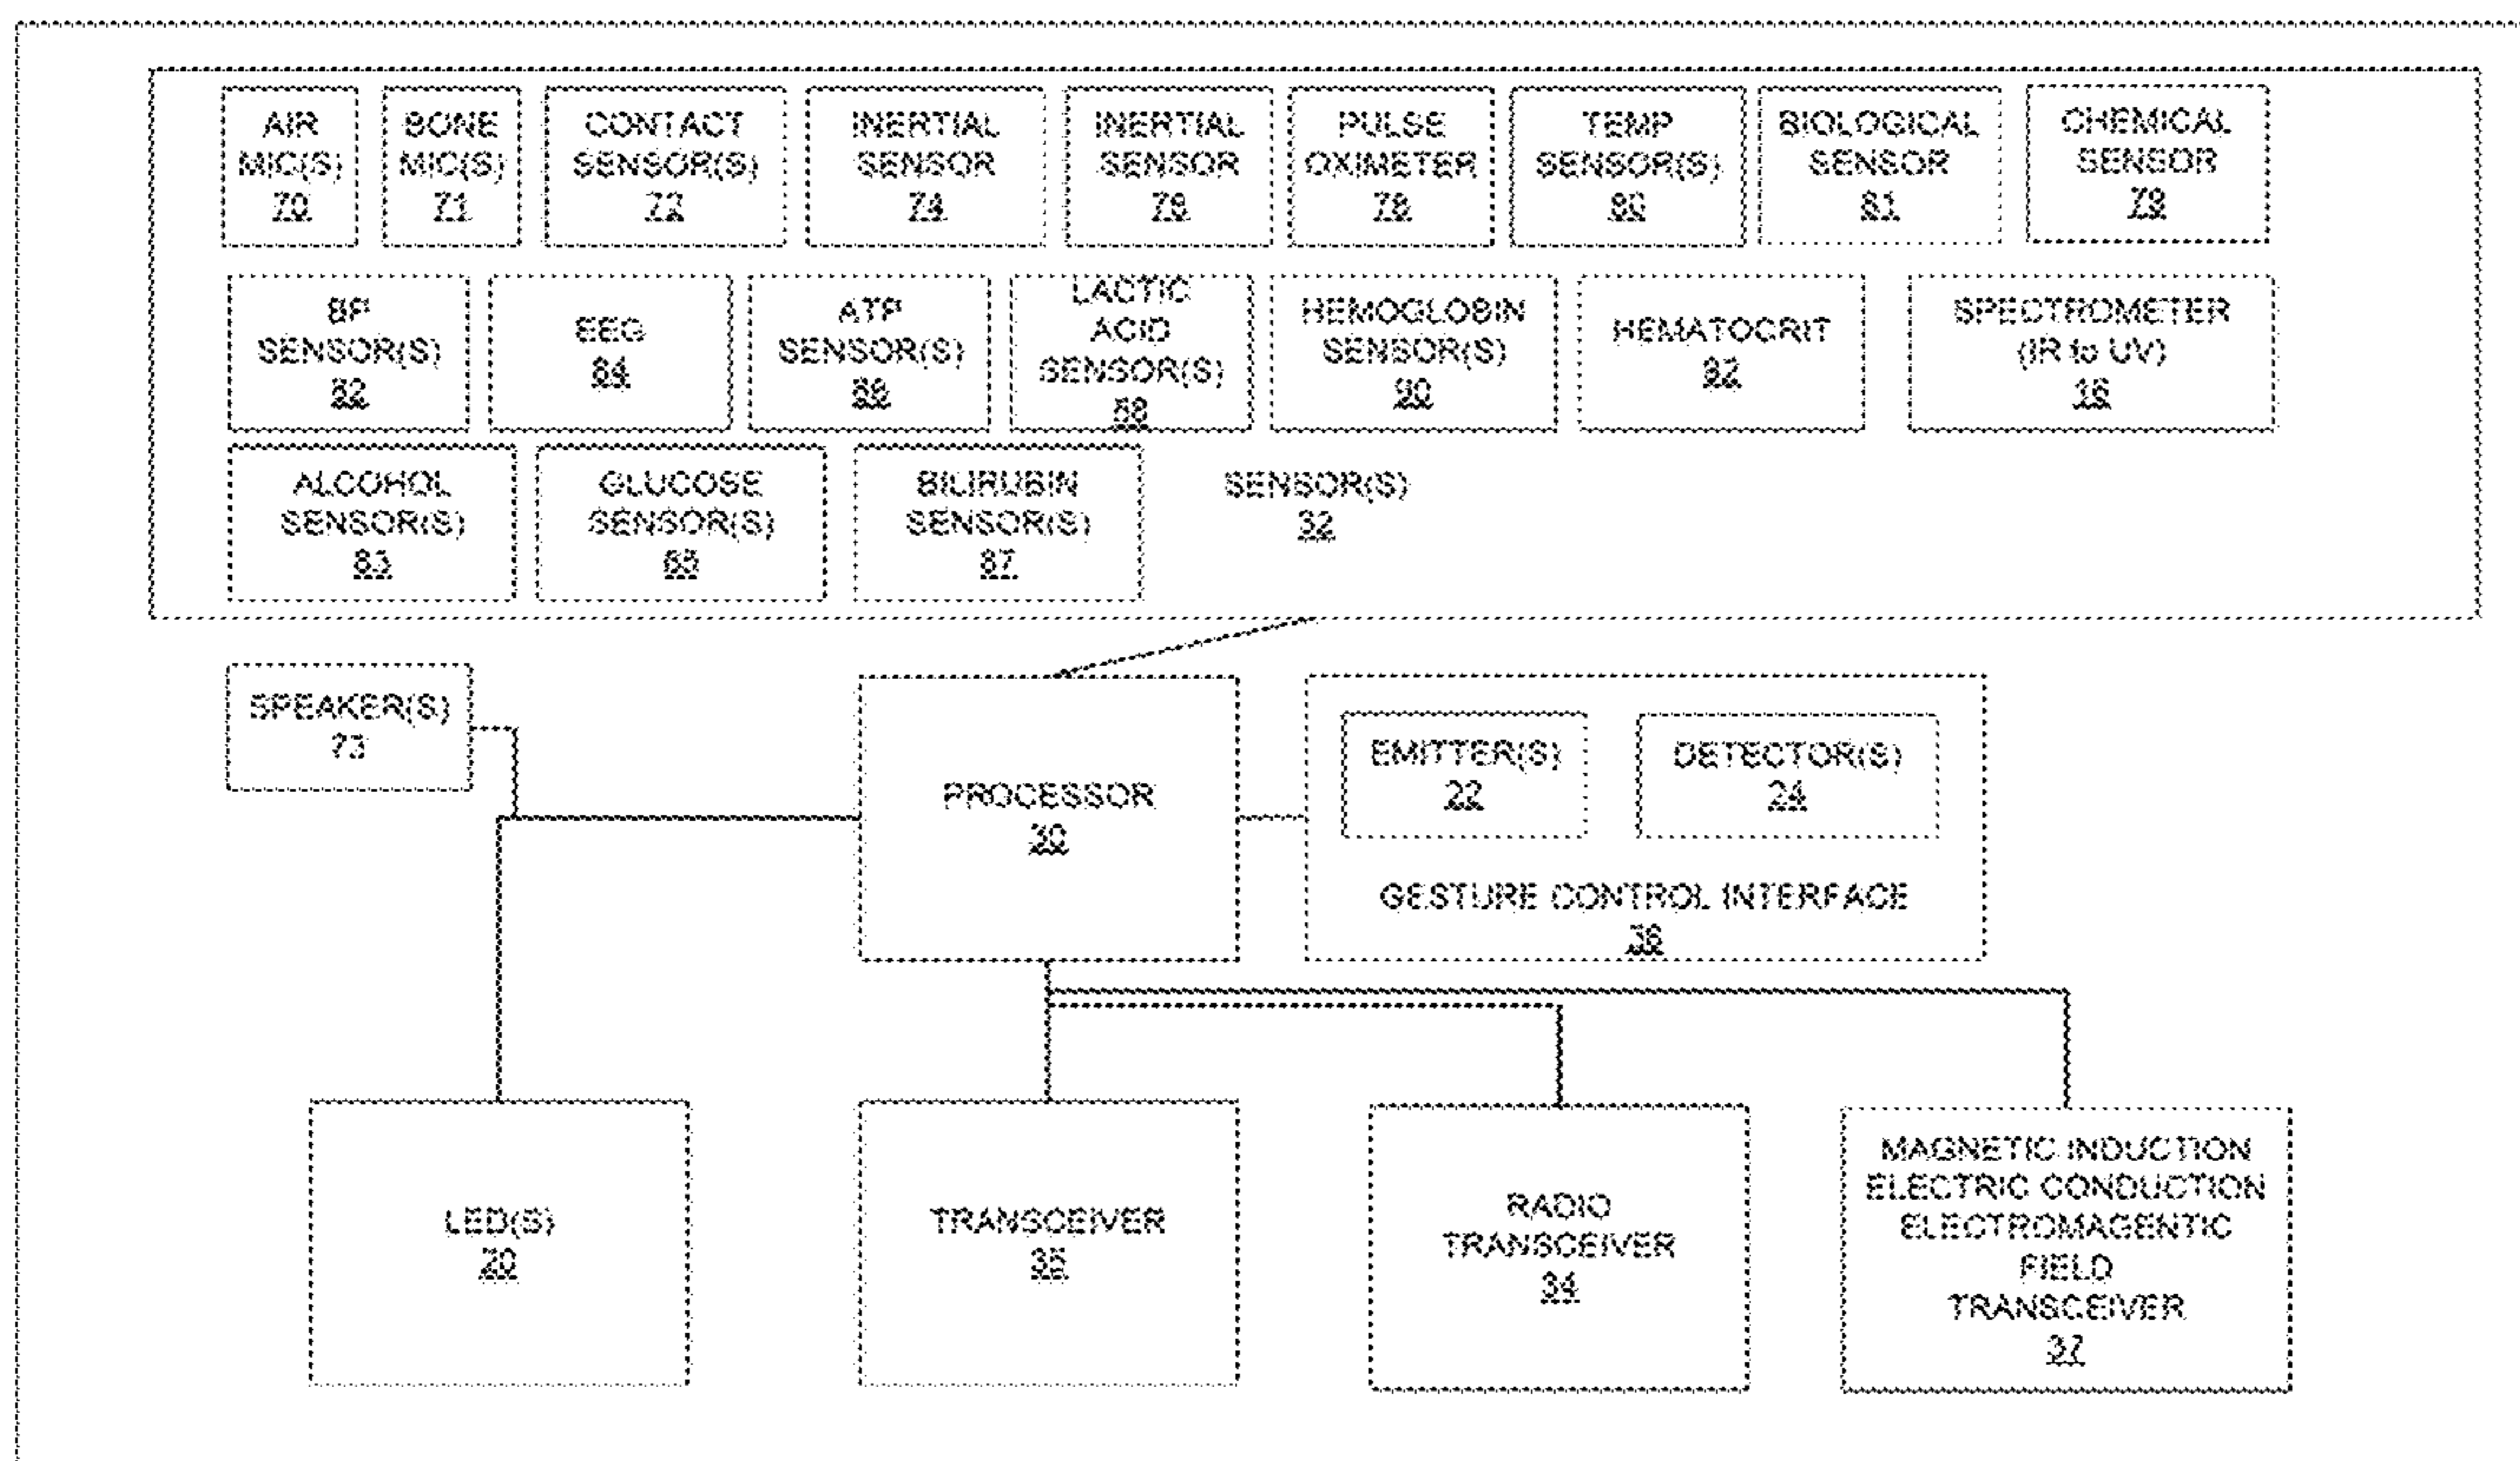 AIR
MIC(S)
70
BONE
MIC(S)
71
CONTACT
SENSOR(S)
72
INERTIAL
SENSOR
74
INERTIAL
SENSOR
76
PULSE
OXIMETER
78
TEMP
SENSOR(S)
80
BIOLOGICAL
SENSOR
81
CHEMICAL
SENSOR
79
BP
SENSOR(S)
82
EEG
84
ATP
SENSOR(S)
86
LACTIC
ACID
SENSOR(S)
88
HEMOGLOBIN
SENSOR(S)
90
HEMATOCRIT
92
SPECTROMETER
(IR to UV)
16
ALCOHOL
SENSOR(S)
83
GLUCOSE
SENSOR(S)
85
BILIRUBIN
SENSOR(S)
87
SENSOR(S)
32
SPEAKER(S)
73
PROCESSOR
30
EMITTER(S)
22
DETECTOR(S)
24
GESTURE CONTROL INTERFACE
36
LED(S)
20
TRANSCEIVER
35
RADIO
TRANSCEIVER
34
MAGNETIC INDUCTION
ELECTRIC CONDUCTION
ELECTROMAGENTIC
FIELD
TRANSCEIVER
37